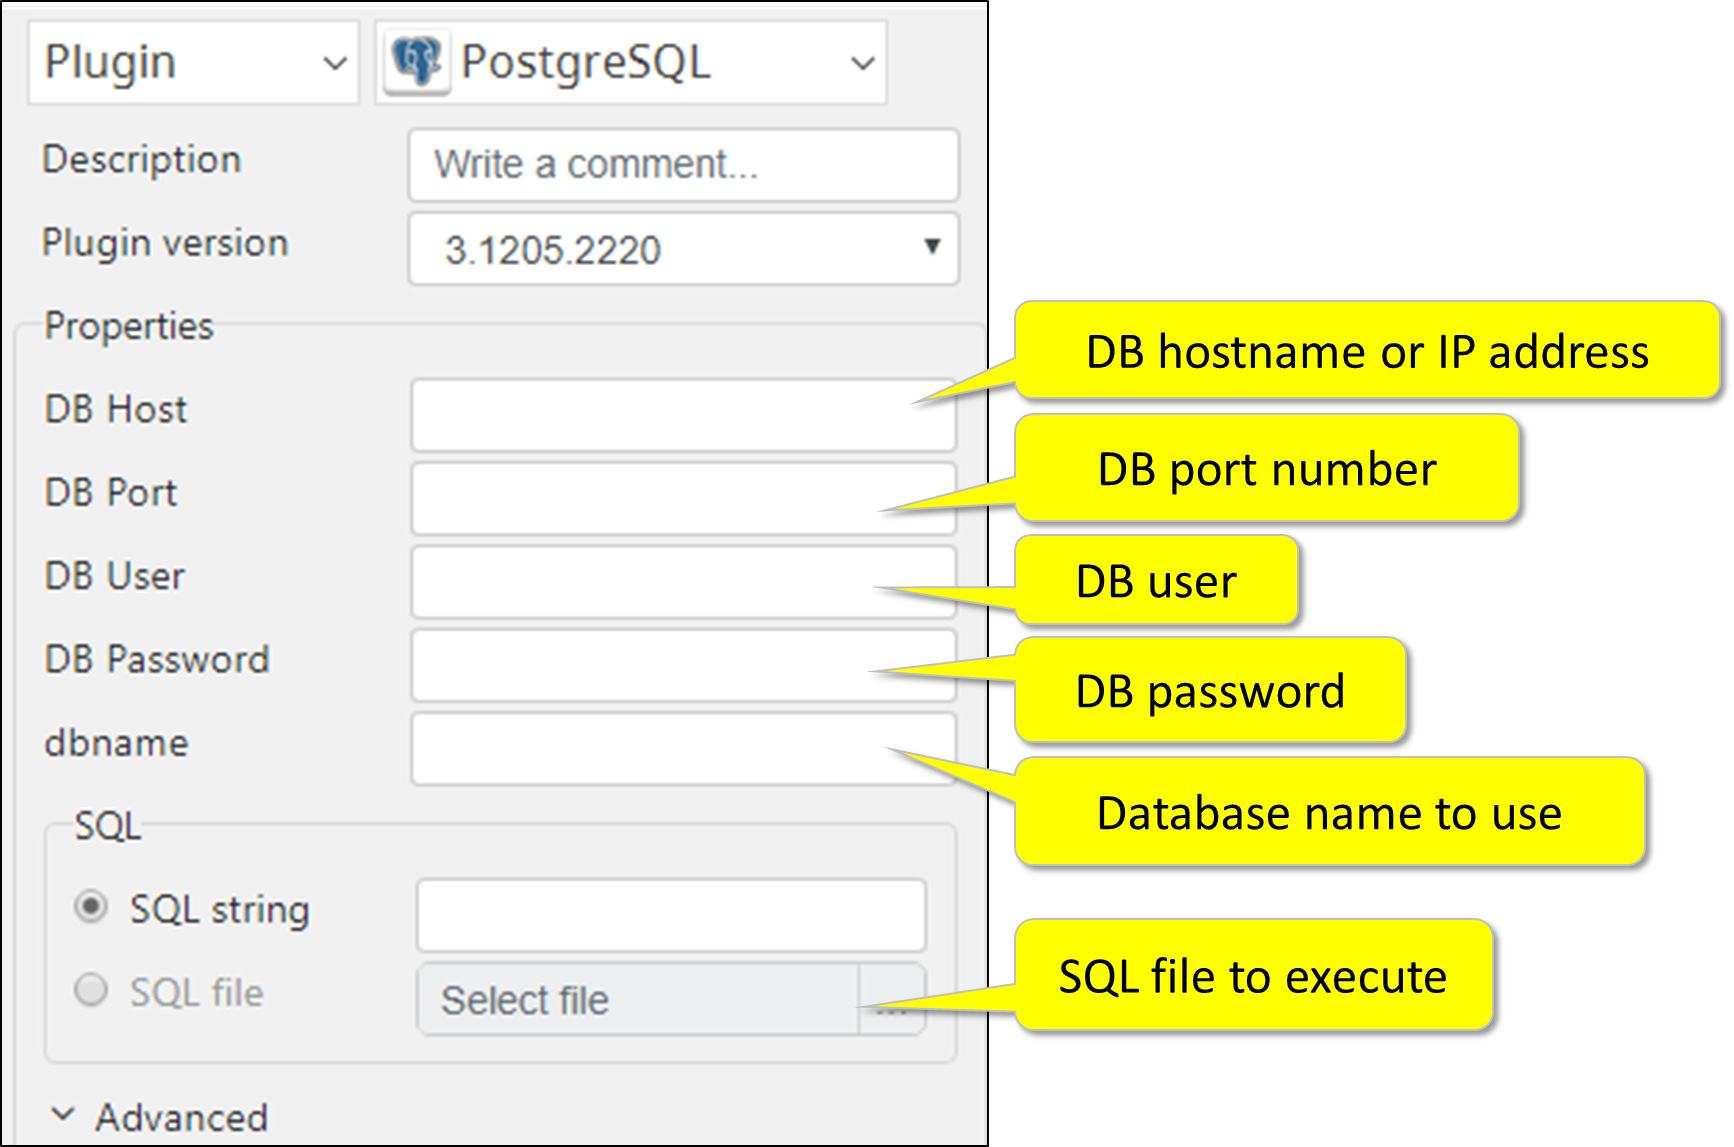 Plugin
PostgreSQL
Description
Write a comment...
Plugin version
3.1205.2220
Properties
DB Host
DB hostname or IP address
DB Port
DB port number
DB User
DB user
DB Password
DB password
dbname
Database name to use
SQL
SQL string
SQL file
Select file
...
SQL file to execute
Advanced